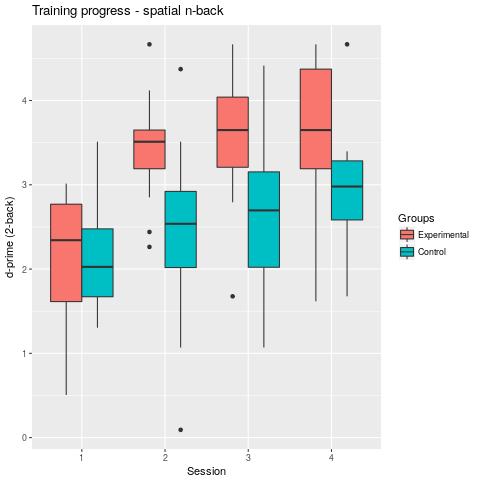 Training progress - spatial n-back
d-prime (2-back)
4
3
2
1
0
1 2 3 4
Session
Groups
Experimental
Control